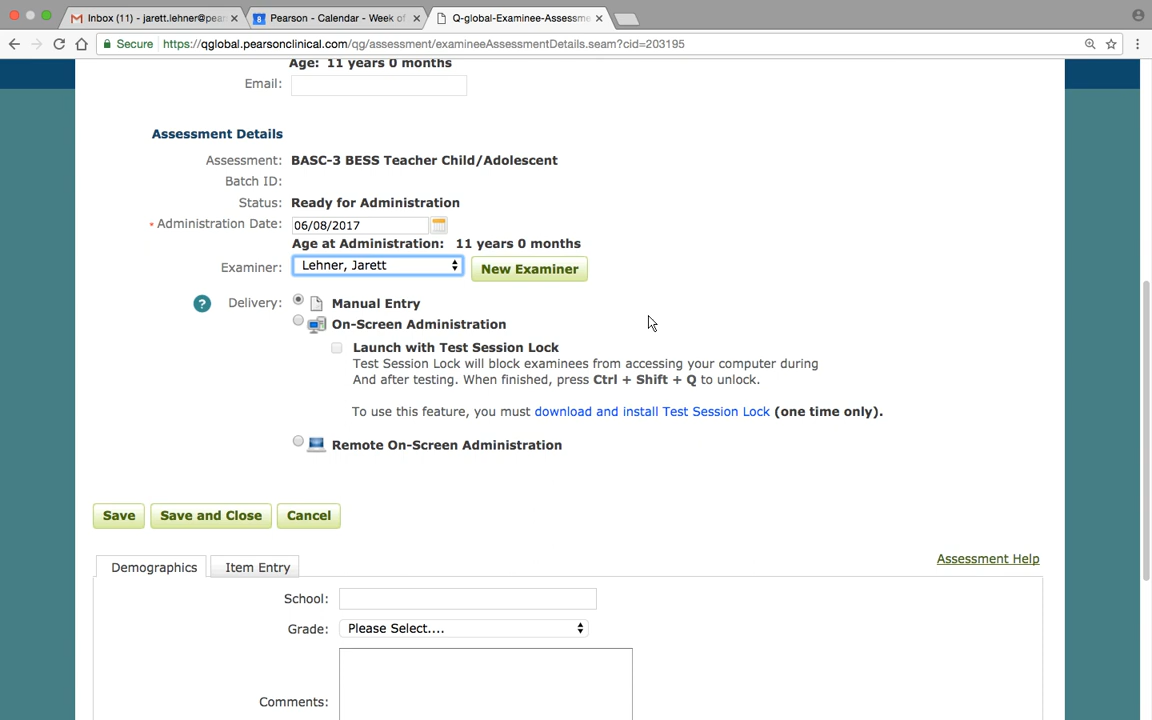 Inbox (11) - jarett.lehner@pear
Pearson - Calendar - Week of
Q-global-Examinee-Assessme
Secure https://qglobal.pearsonclinical.com/qg/assessment/examineeAssessmentDetails.seam?cid=203195
Age: 11 years 0 months
Email:
Assessment Details
Assessment: BASC-3 BESS Teacher Child/Adolescent
Batch ID:
Status: Ready for Administration
* Administration Date: 06/08/2017
Age at Administration: 11 years 0 months
Examiner: Lehner, Jarett New Examiner
? Delivery: Manual Entry
On-Screen Administration
Launch with Test Session Lock
Test Session Lock will block examinees from accessing your computer during
And after testing. When finished, press Ctrl + Shift + Q to unlock.
To use this feature, you must download and install Test Session Lock (one time only).
Remote On-Screen Administration
Save Save and Close Cancel
Assessment Help
Demographics Item Entry
School:
Grade: Please Select....
Comments: